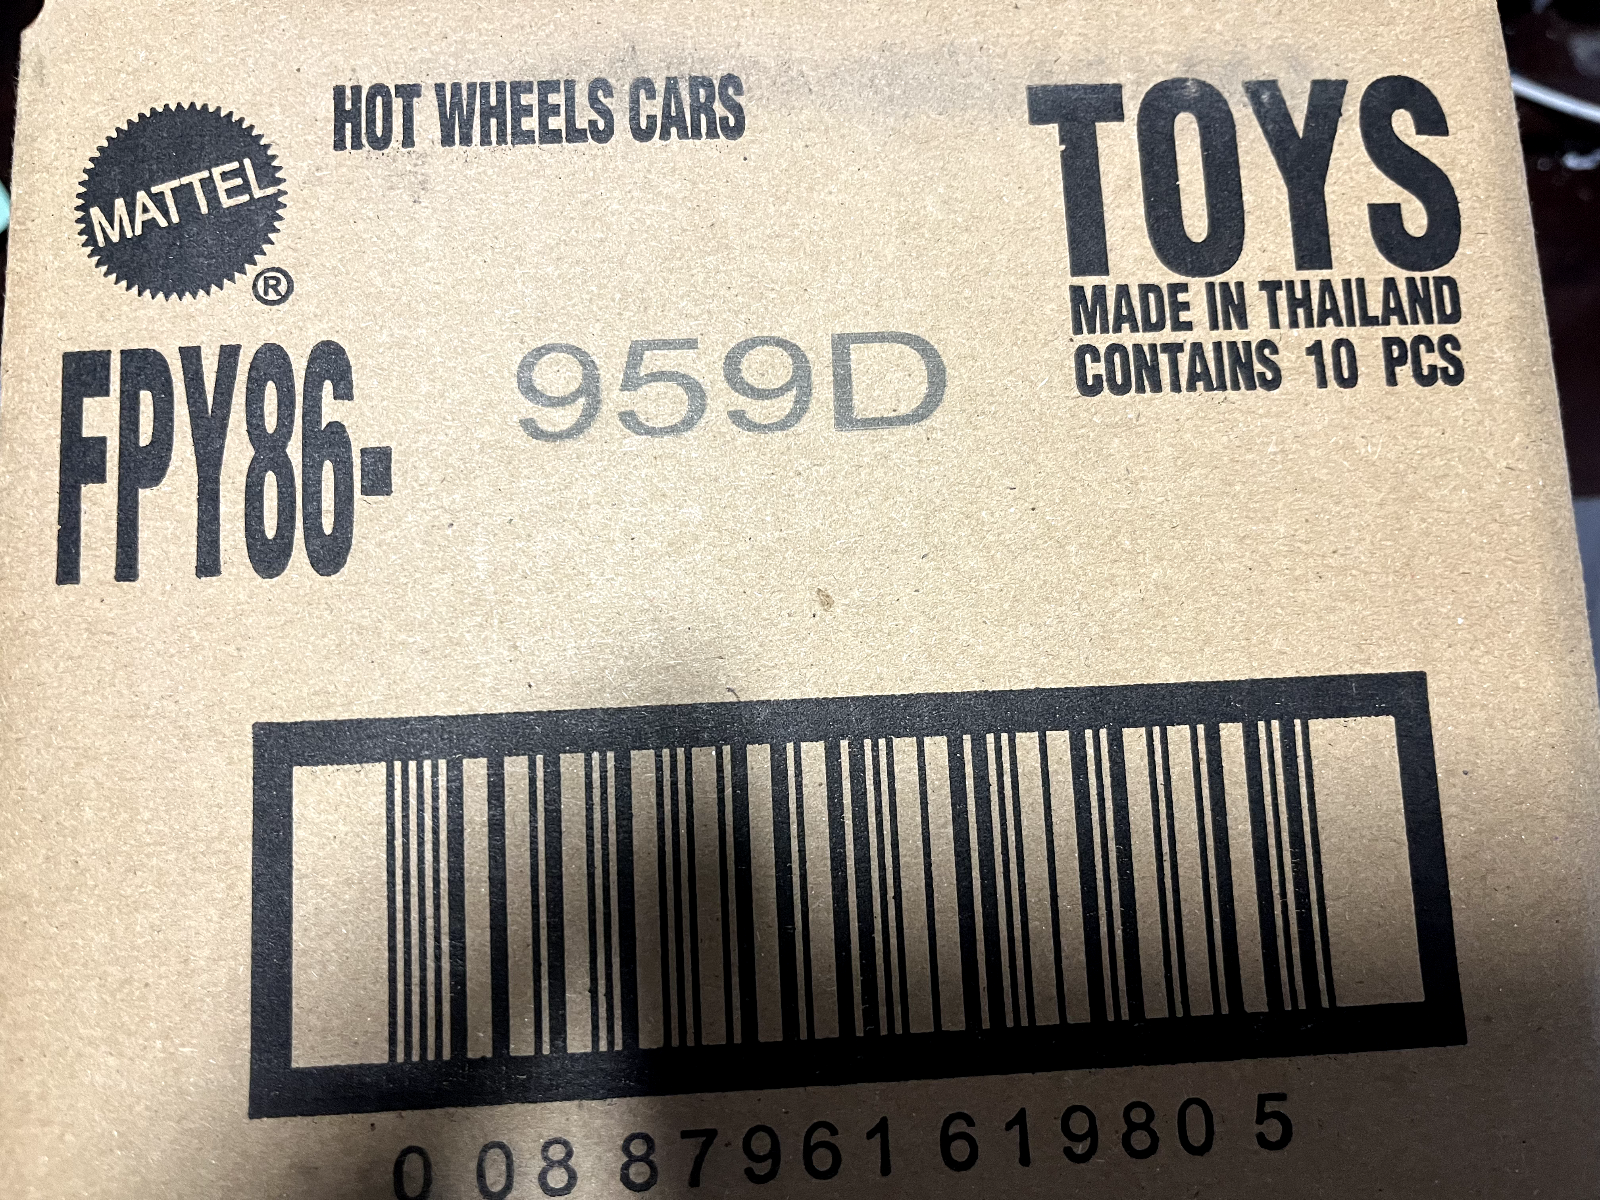 HOT WHEELS CARS
TOYS
MATTEL
®
MADE IN THAILAND
CONTAINS 10 PCS
FPY86- 959D
0 08 87961 61980 5